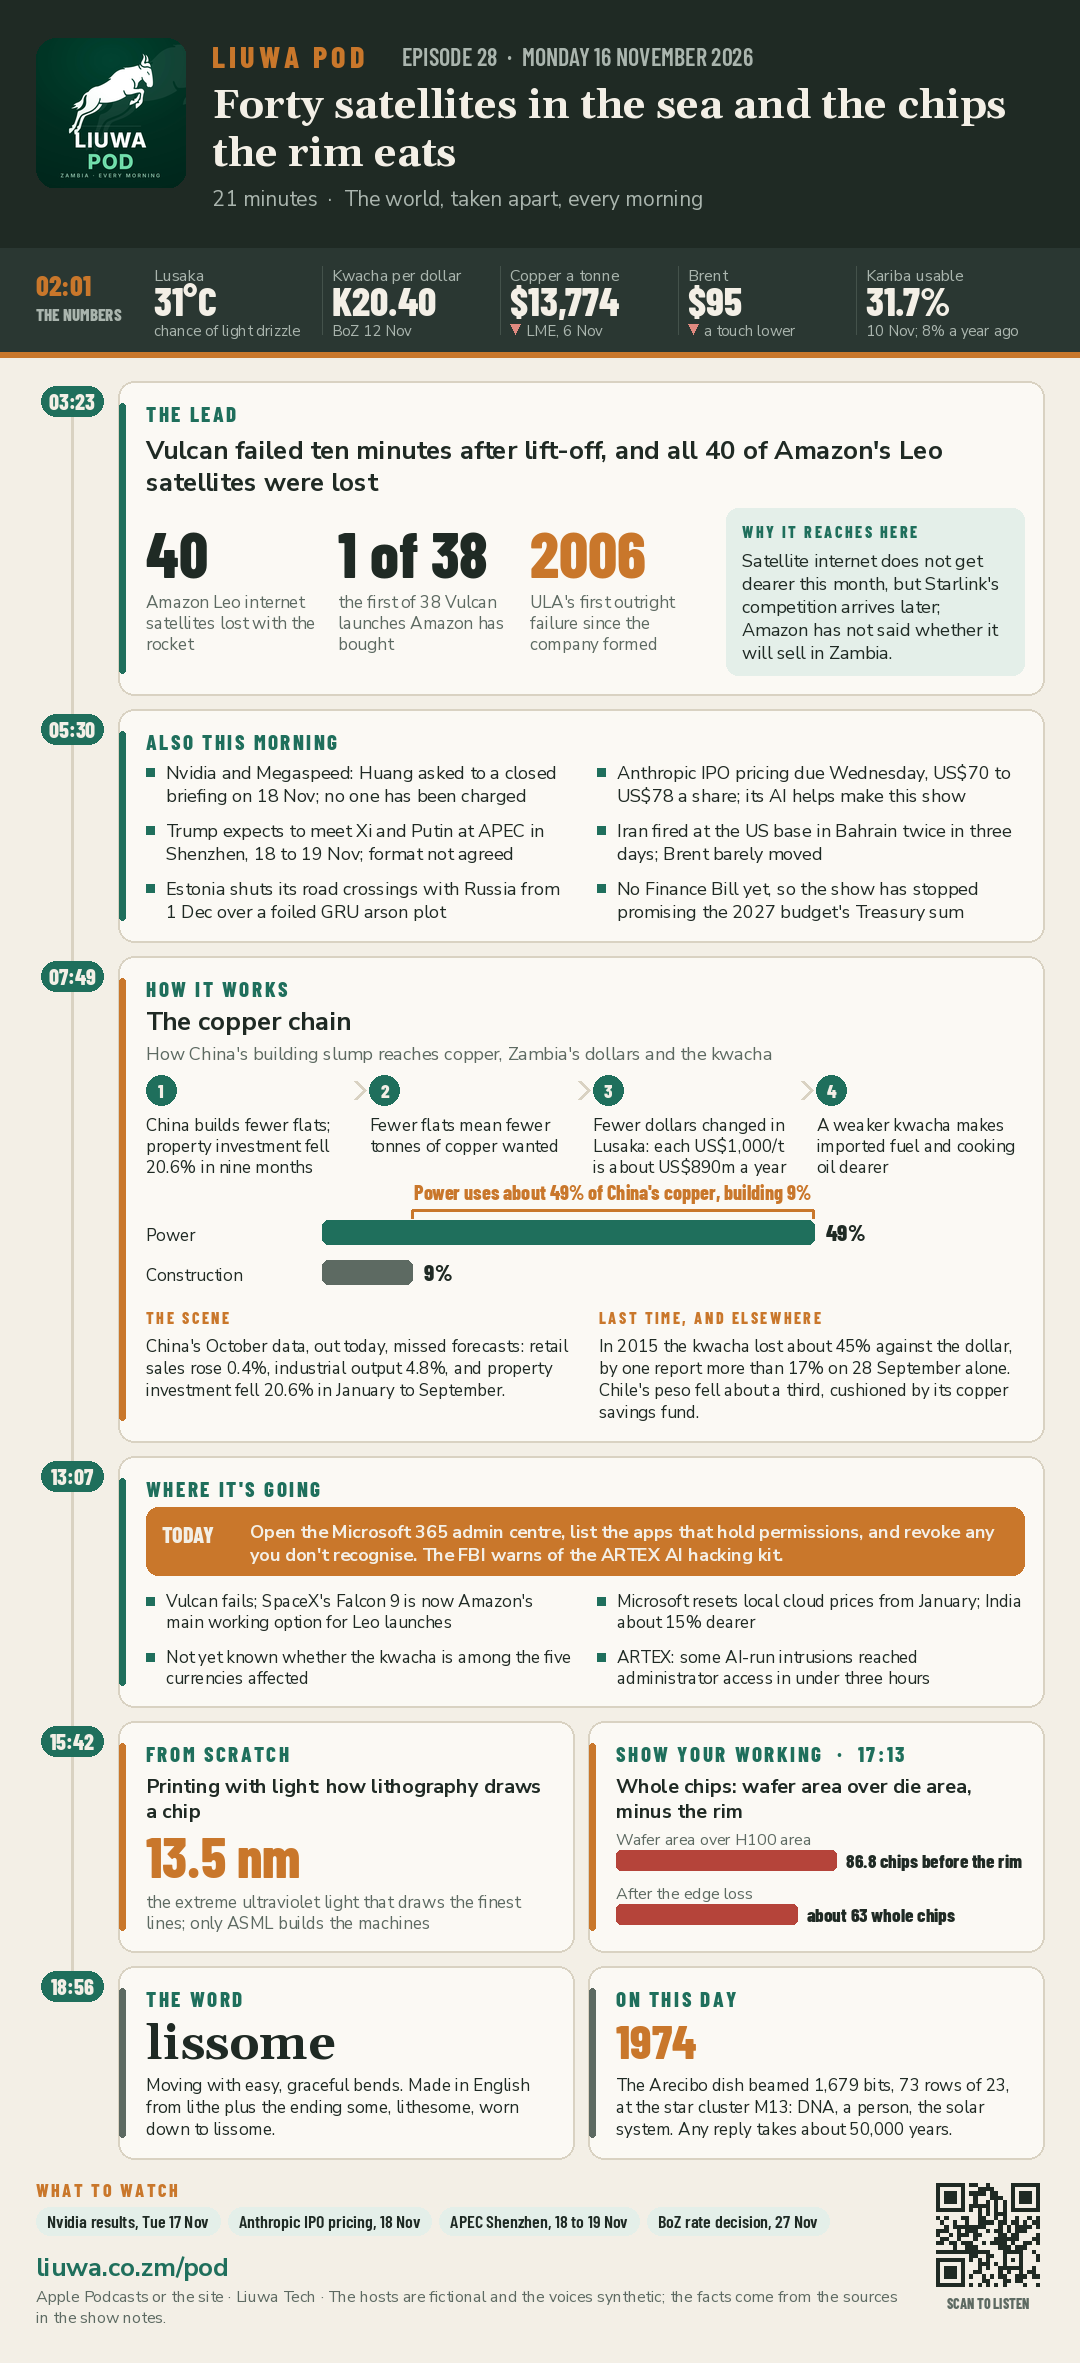 LIUWA
POD
ZAMBIA · EVERY MORNING
LIUWA POD EPISODE 28 · MONDAY 16 NOVEMBER 2026
Forty satellites in the sea and the chips
the rim eats
21 minutes · The world, taken apart, every morning
02:01
THE NUMBERS
Lusaka
31°C
chance of light drizzle
Kwacha per dollar
K20.40
BoZ 12 Nov
Copper a tonne
$13,774
▼ LME, 6 Nov
Brent
$95
▼ a touch lower
Kariba usable
31.7%
10 Nov; 8% a year ago
03:23
THE LEAD
Vulcan failed ten minutes after lift-off, and all 40 of Amazon's Leo
satellites were lost
40
Amazon Leo internet
satellites lost with the
rocket
1 of 38
the first of 38 Vulcan
launches Amazon has
bought
2006
ULA's first outright
failure since the
company formed
WHY IT REACHES HERE
Satellite internet does not get
dearer this month, but Starlink's
competition arrives later;
Amazon has not said whether it
will sell in Zambia.
05:30
ALSO THIS MORNING
Nvidia and Megaspeed: Huang asked to a closed
briefing on 18 Nov; no one has been charged
Trump expects to meet Xi and Putin at APEC in
Shenzhen, 18 to 19 Nov; format not agreed
Estonia shuts its road crossings with Russia from
1 Dec over a foiled GRU arson plot
Anthropic IPO pricing due Wednesday, US$70 to
US$78 a share; its AI helps make this show
Iran fired at the US base in Bahrain twice in three
days; Brent barely moved
No Finance Bill yet, so the show has stopped
promising the 2027 budget's Treasury sum
07:49
HOW IT WORKS
The copper chain
How China's building slump reaches copper, Zambia's dollars and the kwacha
1
China builds fewer flats;
property investment fell
20.6% in nine months
2
Fewer flats mean fewer
tonnes of copper wanted
3
Fewer dollars changed in
Lusaka: each US$1,000/t
is about US$890m a year
4
A weaker kwacha makes
imported fuel and cooking
oil dearer
Power uses about 49% of China's copper, building 9%
Power 49%
Construction 9%
THE SCENE
China's October data, out today, missed forecasts: retail
sales rose 0.4%, industrial output 4.8%, and property
investment fell 20.6% in January to September.
LAST TIME, AND ELSEWHERE
In 2015 the kwacha lost about 45% against the dollar,
by one report more than 17% on 28 September alone.
Chile's peso fell about a third, cushioned by its copper
savings fund.
13:07
WHERE IT'S GOING
TODAY
Open the Microsoft 365 admin centre, list the apps that hold permissions, and revoke any
you don't recognise. The FBI warns of the ARTEX AI hacking kit.
Vulcan fails; SpaceX's Falcon 9 is now Amazon's
main working option for Leo launches
Not yet known whether the kwacha is among the five
currencies affected
Microsoft resets local cloud prices from January; India
about 15% dearer
ARTEX: some AI-run intrusions reached
administrator access in under three hours
15:42
FROM SCRATCH
Printing with light: how lithography draws
a chip
13.5 nm
the extreme ultraviolet light that draws the finest
lines; only ASML builds the machines
SHOW YOUR WORKING · 17:13
Whole chips: wafer area over die area,
minus the rim
Wafer area over H100 area
86.8 chips before the rim
After the edge loss
about 63 whole chips
18:56
THE WORD
lissome
Moving with easy, graceful bends. Made in English
from lithe plus the ending some, lithesome, worn
down to lissome.
ON THIS DAY
1974
The Arecibo dish beamed 1,679 bits, 73 rows of 23,
at the star cluster M13: DNA, a person, the solar
system. Any reply takes about 50,000 years.
WHAT TO WATCH
Nvidia results, Tue 17 Nov
Anthropic IPO pricing, 18 Nov
APEC Shenzhen, 18 to 19 Nov
BoZ rate decision, 27 Nov
liuwa.co.zm/pod
Apple Podcasts or the site · Liuwa Tech · The hosts are fictional and the voices synthetic; the facts come from the sources
in the show notes.
SCAN TO LISTEN